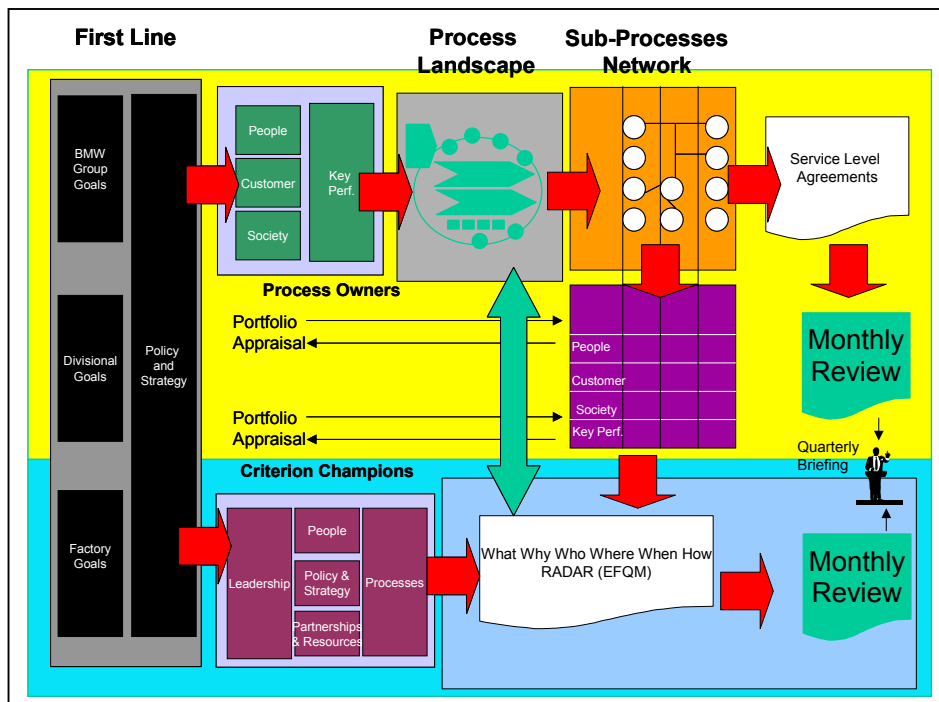 First Line
Process
Landscape
Sub-Processes
Network
BMW
Group
Goals
Divisional
Goals
Factory
Goals
Policy
and
Strategy
People
Customer
Society
Key
Perf.
Process Owners
Service Level
Agreements
Portfolio
Appraisal
Portfolio
Appraisal
People
Customer
Society
Key Perf.
Monthly
Review
Quarterly
Briefing
Criterion Champions
Leadership
People
Policy &
Strategy
Partnerships
& Resources
Processes
What Why Who Where When How
RADAR (EFQM)
Monthly
Review